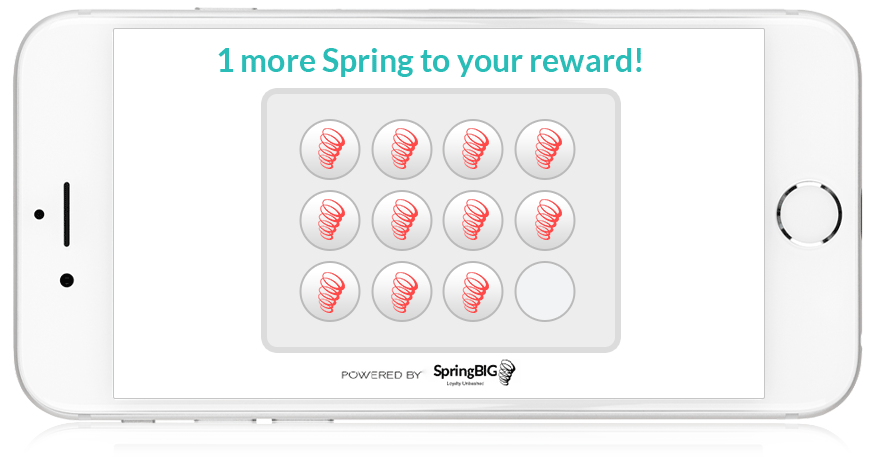 1 more Spring to your reward!
POWERED BY SpringBIG
Loyalty Unleashed